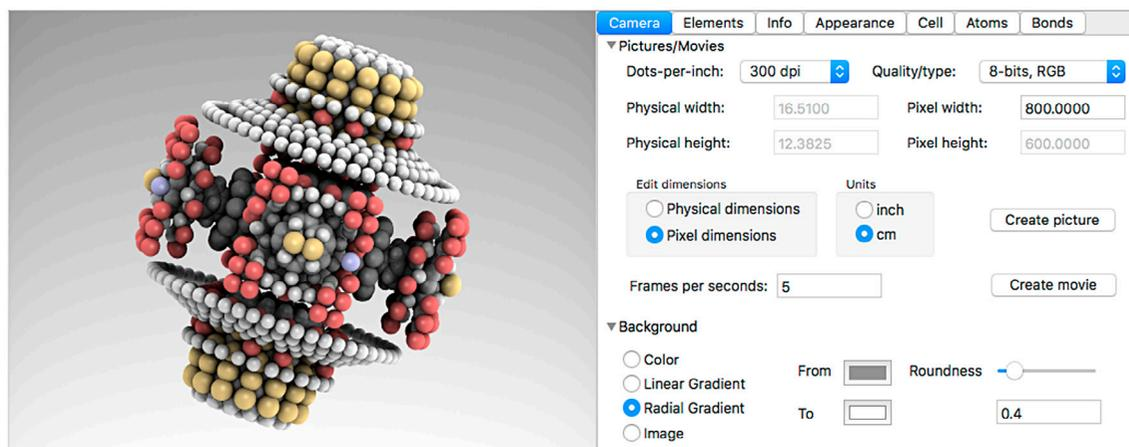 Camera Elements Info Appearance Cell Atoms Bonds
Pictures/Movies
Dots-per-inch: 300 dpi Quality/type: 8-bits, RGB
Physical width: 16.5100 Pixel width: 800.0000
Physical height: 12.3825 Pixel height: 600.0000
Edit dimensions Units
Physical dimensions inch
Pixel dimensions cm
Create picture
Frames per seconds: 5 Create movie
Background
Color
Linear Gradient
From Roundness
Radial Gradient
To 0.4
Image